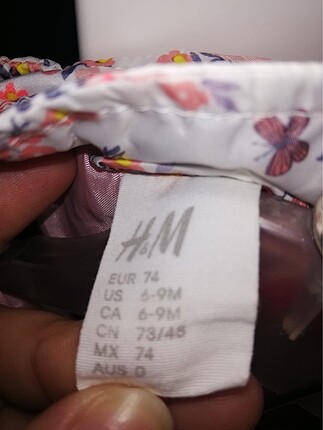 H&M
EUR 74
US 6-9M
CA 6-9M
CN 73/48
MX 74
AUS 0